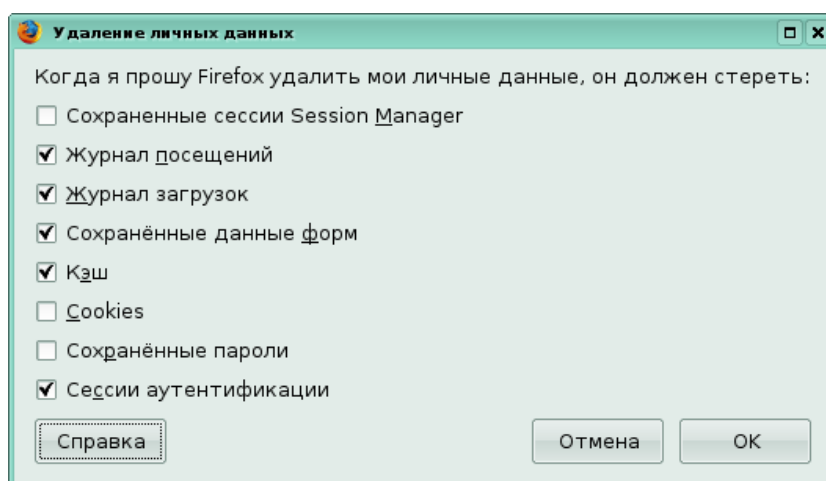 Удаление личных данных
Когда я прошу Firefox удалить мои личные данные, он должен стереть:
Сохраненные сессии Session Manager
Журнал посещений
Журнал загрузок
Сохранённые данные форм
Кэш
Cookies
Сохранённые пароли
Сессии аутентификации
Справка Отмена OK